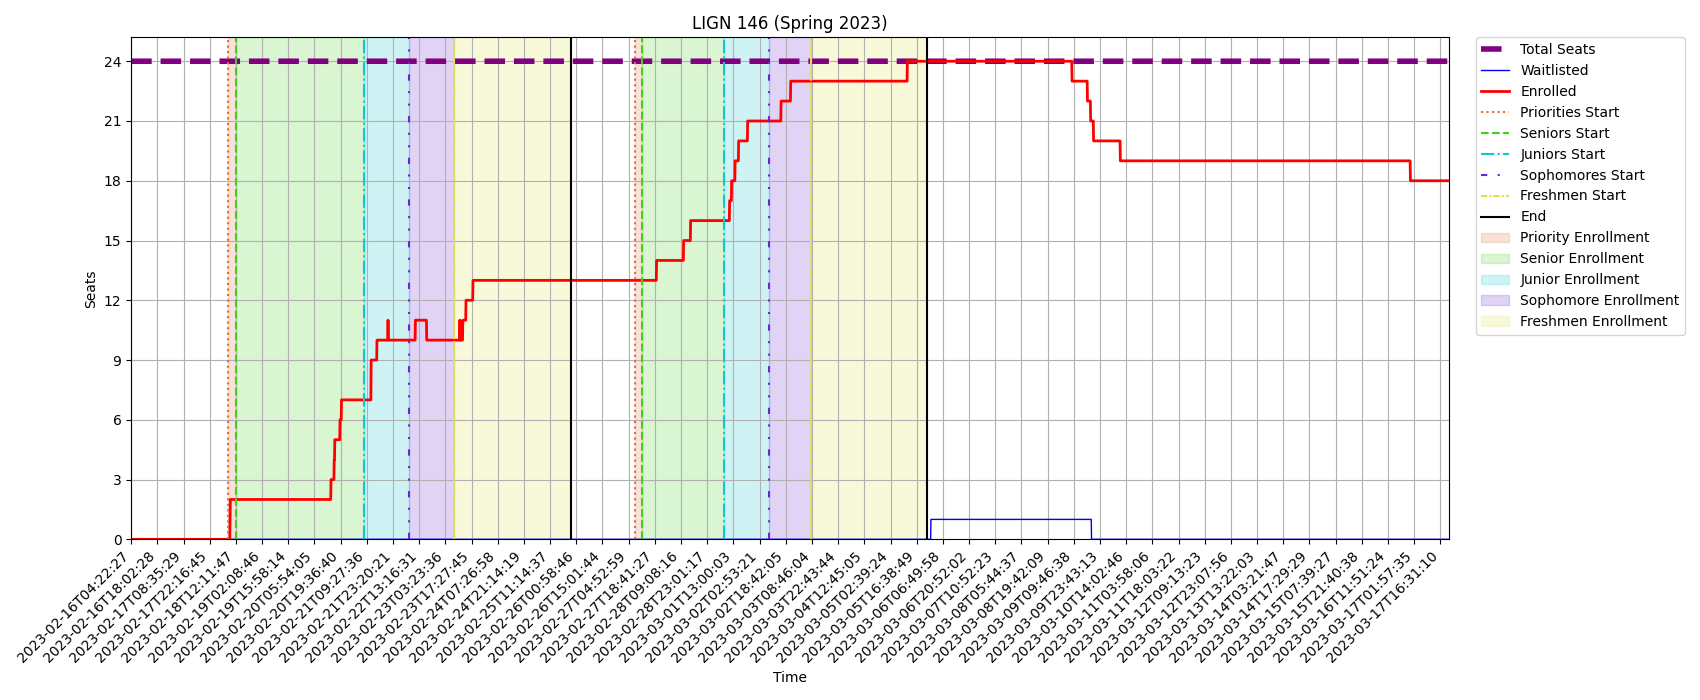 LIGN 146 (Spring 2023)
Seats
24
21
18
15
12
9
6
3
0
2023-02-16T04:22:27
2023-02-16T18:02:28
2023-02-17T08:35:29
2023-02-17T22:16:45
2023-02-18T12:11:47
2023-02-19T02:08:46
2023-02-19T15:58:14
2023-02-20T05:54:05
2023-02-20T19:36:40
2023-02-21T09:27:36
2023-02-21T23:20:21
2023-02-22T13:16:31
2023-02-23T03:23:36
2023-02-23T17:27:45
2023-02-24T07:26:58
2023-02-24T21:14:19
2023-02-25T11:14:37
2023-02-26T00:58:46
2023-02-26T15:01:44
2023-02-27T04:52:59
2023-02-27T18:41:27
2023-02-28T09:08:16
2023-02-28T23:01:17
2023-03-01T13:00:03
2023-03-02T02:53:21
2023-03-02T18:42:05
2023-03-03T08:46:04
2023-03-03T22:43:44
2023-03-04T12:45:05
2023-03-05T02:39:24
2023-03-05T16:38:49
2023-03-06T06:49:58
2023-03-06T20:52:02
2023-03-07T10:52:23
2023-03-08T05:44:37
2023-03-08T19:42:09
2023-03-09T09:46:38
2023-03-09T23:43:13
2023-03-10T14:02:46
2023-03-11T03:58:06
2023-03-11T18:03:22
2023-03-12T09:13:23
2023-03-12T23:07:56
2023-03-13T13:22:03
2023-03-14T03:21:47
2023-03-14T17:29:29
2023-03-15T07:39:27
2023-03-15T21:40:38
2023-03-16T11:51:24
2023-03-17T01:57:35
2023-03-17T16:31:10
Time
Total Seats
Waitlisted
Enrolled
Priorities Start
Seniors Start
Juniors Start
Sophomores Start
Freshmen Start
End
Priority Enrollment
Senior Enrollment
Junior Enrollment
Sophomore Enrollment
Freshmen Enrollment